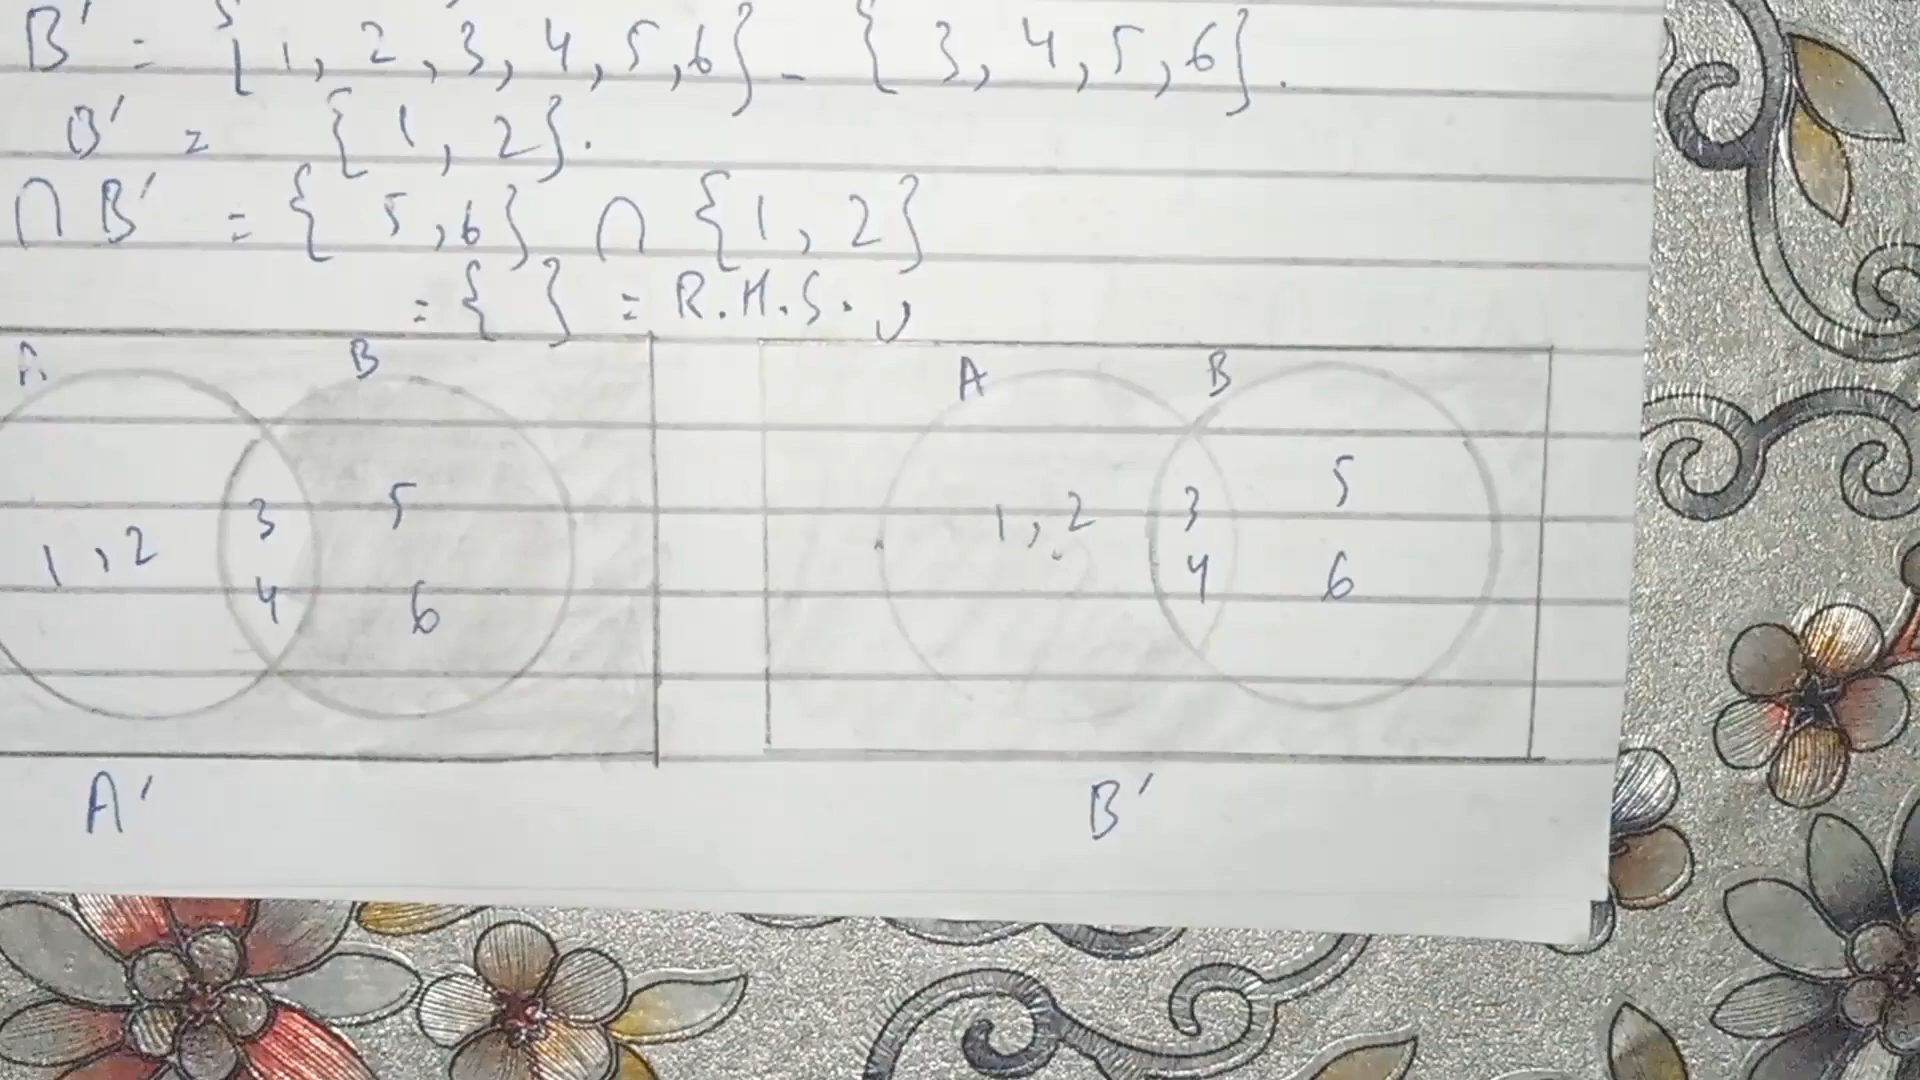 B' = {1, 2, 3, 4, 5, 6} - {3, 4, 5, 6}.
B' = {1, 2}.
∩ B' = {5, 6} ∩ {1, 2}
= { } = R.H.S.
A B
1, 2 3 4 5 6
A'
A B
1, 2 3 4 5 6
B'